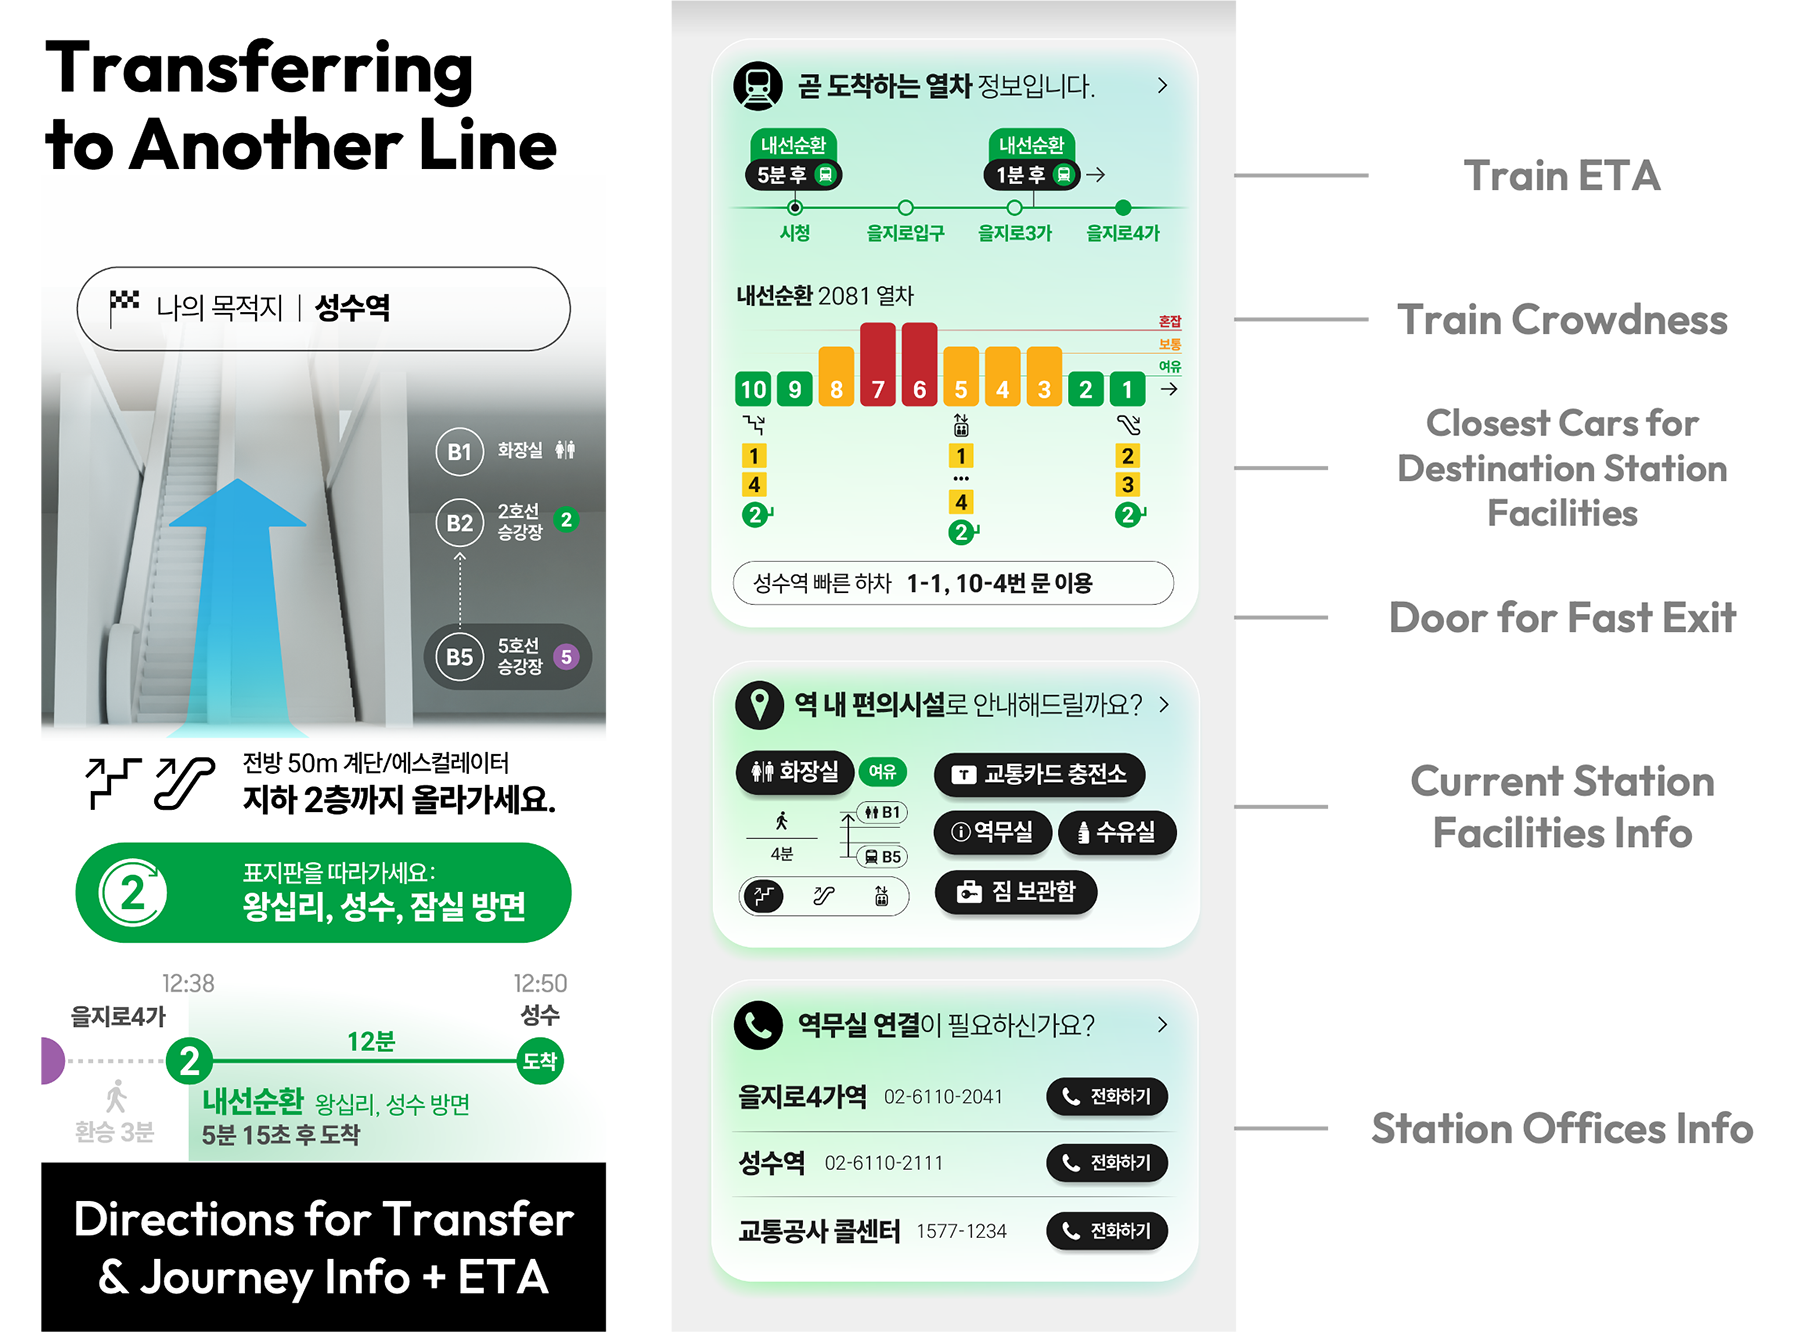 Transferring
to Another Line
나의 목적지 | 성수역
B1 화장실
B2 2호선 승강장 2
B5 5호선 승강장 5
전방 50m 계단/에스컬레이터
지하 2층까지 올라가세요.
2
표지판을 따라가세요:
왕십리, 성수, 잠실 방면
12:38 12:50
을지로4가 성수
12분
2 도착
내선순환 왕십리, 성수 방면
환승 3분 5분 15초 후 도착
Directions for Transfer
& Journey Info + ETA
곧 도착하는 열차 정보입니다.
내선순환 내선순환
5분 후 1분 후
시청 을지로입구 을지로3가 을지로4가
내선순환 2081 열차
혼잡
보통
여유
10 9 8 7 6 5 4 3 2 1
1 1 2
4 ... 3
2 4 2
2
성수역 빠른 하차 1-1, 10-4번 문 이용
역 내 편의시설로 안내해드릴까요?
화장실 여유 T 교통카드 충전소
B1
4분 B5
i 역무실 수유실
짐 보관함
역무실 연결이 필요하신가요?
을지로4가역 02-6110-2041 전화하기
성수역 02-6110-2111 전화하기
교통공사 콜센터 1577-1234 전화하기
Train ETA
Train Crowdness
Closest Cars for
Destination Station
Facilities
Door for Fast Exit
Current Station
Facilities Info
Station Offices Info